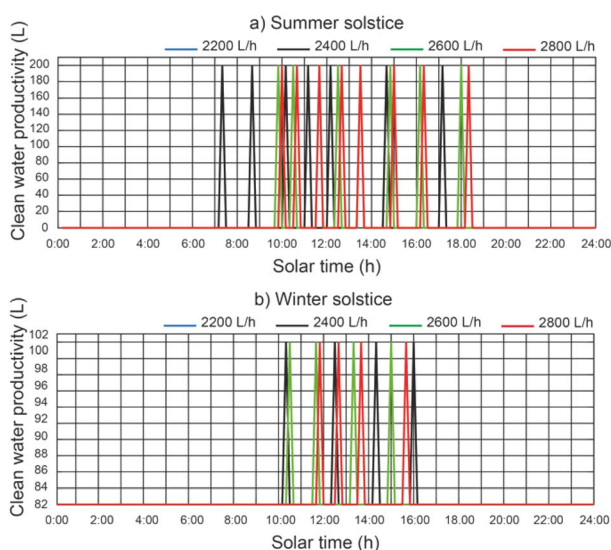 a) Summer solstice
2200 L/h 2400 L/h 2600 L/h 2800 L/h
Clean water productivity (L)
200
180
160
140
120
100
80
60
40
20
0
0:00 2:00 4:00 6:00 8:00 10:00 12:00 14:00 16:00 18:00 20:00 22:00 24:00
Solar time (h)
b) Winter solstice
2200 L/h 2400 L/h 2600 L/h 2800 L/h
Clean water productivity (L)
102
100
98
96
94
92
90
88
86
84
82
0:00 2:00 4:00 6:00 8:00 10:00 12:00 14:00 16:00 18:00 20:00 22:00 24:00
Solar time (h)